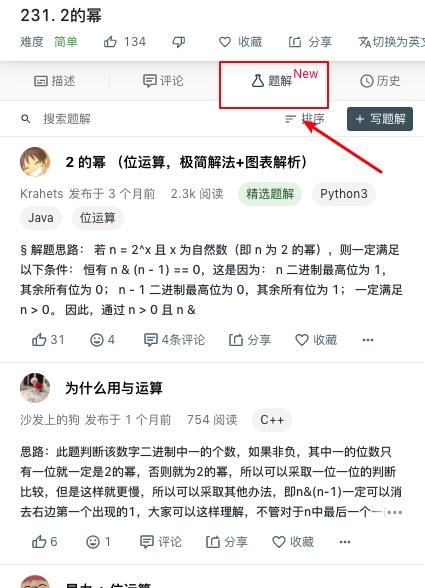 231. 2的幂
难度 简单 134 收藏 分享 切换为英文
描述 评论 题解 New 历史
搜索题解 排序 + 写题解
2 的幂 （位运算，极简解法+图表解析）
Krahets 发布于 3 个月前 2.3k 阅读 精选题解 Python3
Java 位运算
§ 解题思路： 若 n = 2^x 且 x 为自然数（即 n 为 2 的幂），则一定满足
以下条件： 恒有 n & (n - 1) == 0，这是因为： n 二进制最高位为 1，
其余所有位为 0； n - 1 二进制最高位为 0，其余所有位为 1； 一定满足
n > 0。 因此，通过 n > 0 且 n &
31 4 4条评论 分享 收藏 •••
为什么用与运算
沙发上的狗 发布于 1 个月前 754 阅读 C++
思路：此题判断该数字二进制中一的个数，如果非负，其中一的位数只
有一位就一定是2的幂，否则就为2的幂，所以可以采取一位一位的判断
比较，但是这样就更慢，所以可以采取其他办法，即n&(n-1)一定可以消
去右边第一个出现的1，大家可以这样理解，不管对于n中最后一个一
6 1 评论 分享 收藏 •••